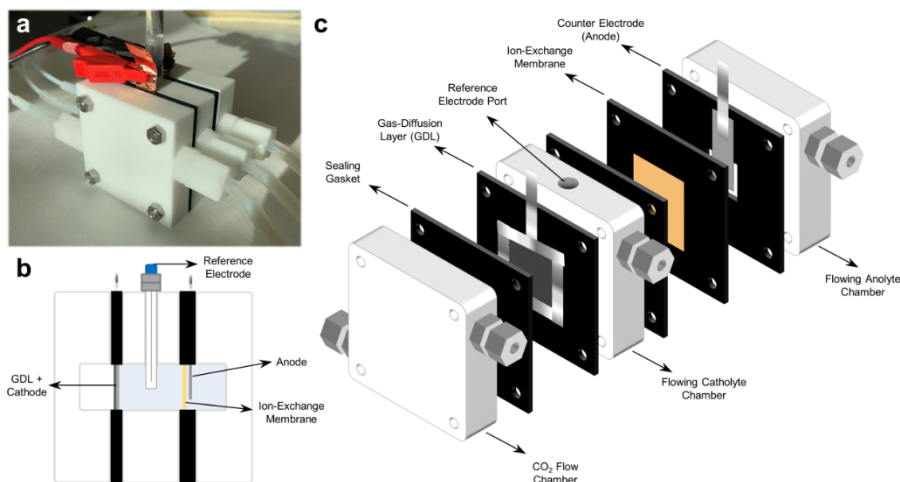 a
b
Reference
Electrode
GDL +
Cathode
Anode
Ion-Exchange
Membrane
c
Counter Electrode
(Anode)
Ion-Exchange
Membrane
Reference
Electrode Port
Gas-Diffusion
Layer (GDL)
Sealing
Gasket
Flowing Anolyte
Chamber
Flowing Catholyte
Chamber
CO₂ Flow
Chamber